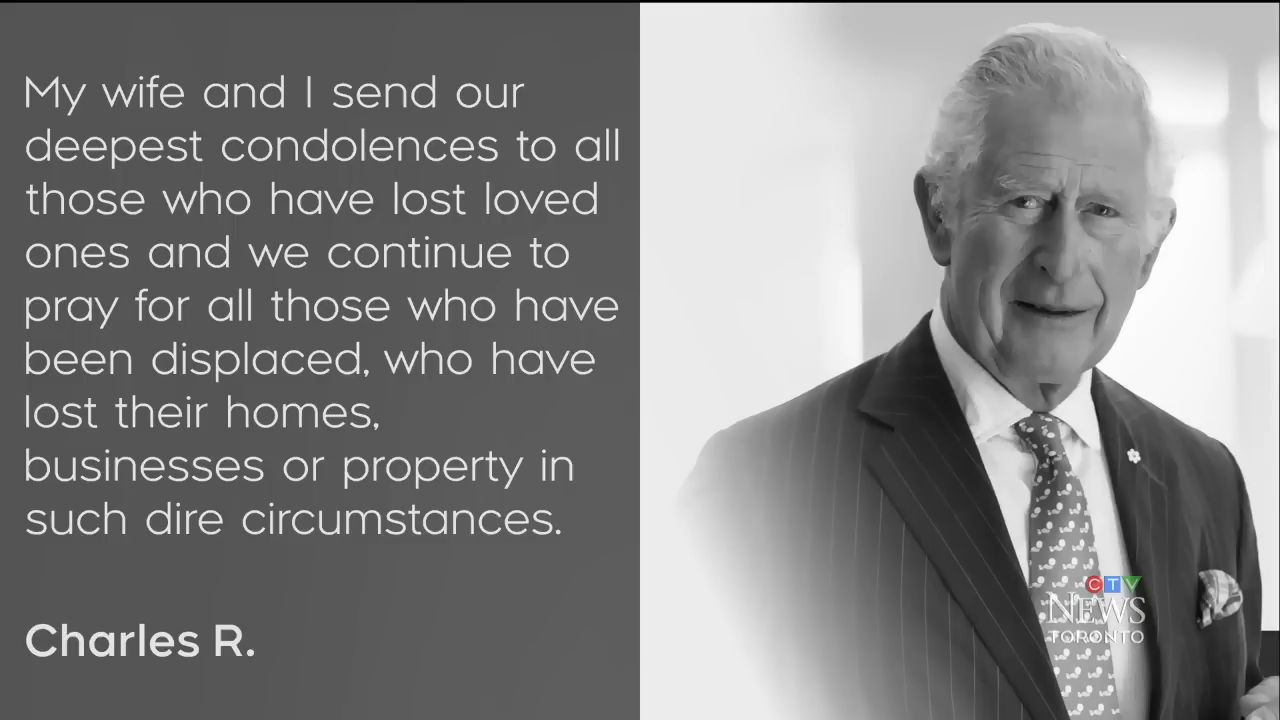 My wife and I send our
deepest condolences to all
those who have lost loved
ones and we continue to
pray for all those who have
been displaced, who have
lost their homes,
businesses or property in
such dire circumstances.
Charles R.
CTV
NEWS
TORONTO